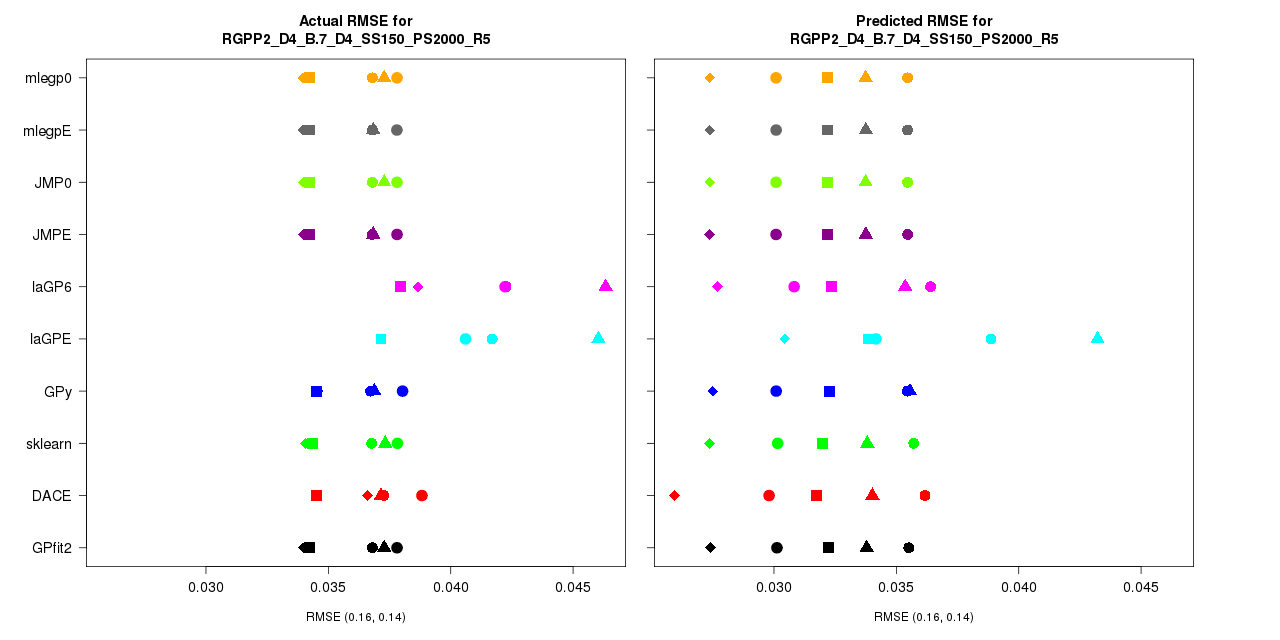 Actual RMSE for
RGPP2_D4_B.7_D4_SS150_PS2000_R5
Predicted RMSE for
RGPP2_D4_B.7_D4_SS150_PS2000_R5
mlegp0
mlegpE
JMP0
JMPE
laGP6
laGPE
GPy
sklearn
DACE
GPfit2
0.030 0.035 0.040 0.045
0.030 0.035 0.040 0.045
RMSE (0.16, 0.14)
RMSE (0.16, 0.14)